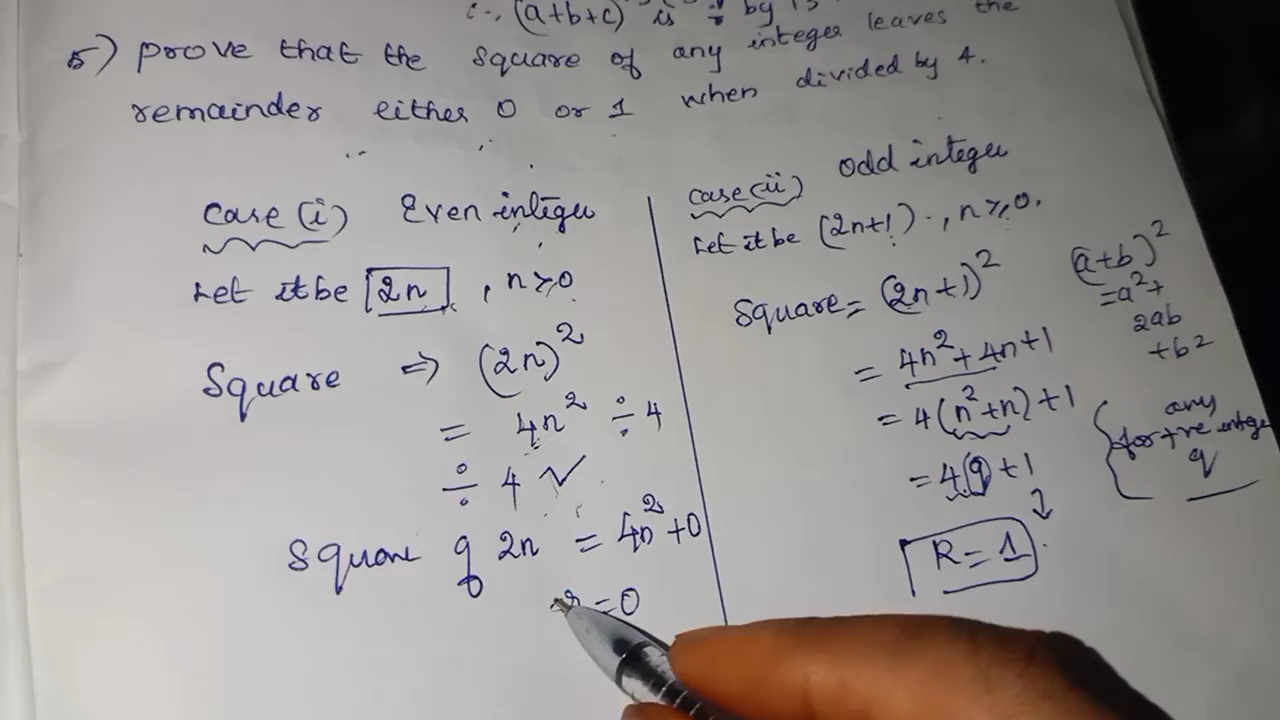 ∴, (a+b+c) is ÷ by 15
5) prove that the square of any integer leaves the
remainder either 0 or 1 when divided by 4.
case (i) Even integer
Let it be 2n, n≥0
Square ⇒ (2n)²
= 4n² ÷ 4
÷ 4 ✓
Square of 2n = 4n² + 0
r = 0
case (ii) odd integer
Let it be (2n+1), n≥0.
Square = (2n+1)²
= 4n² + 4n + 1
= 4(n² + n) + 1
= 4(q) + 1
R = 1
(a+b)²
= a² +
2ab
+ b²
any
for +ve integer
q